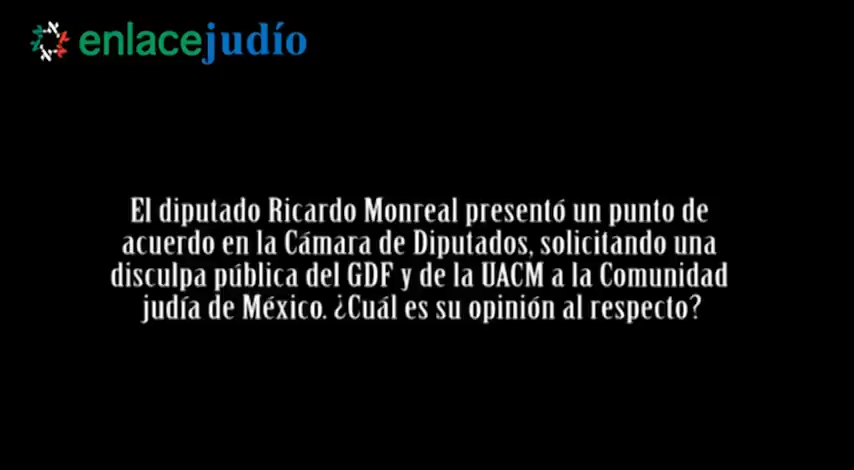 enlacejudío
El diputado Ricardo Monreal presentó un punto de
acuerdo en la Cámara de Diputados, solicitando una
disculpa pública del GDF y de la UACM a la Comunidad
judía de México. ¿Cuál es su opinión al respecto?